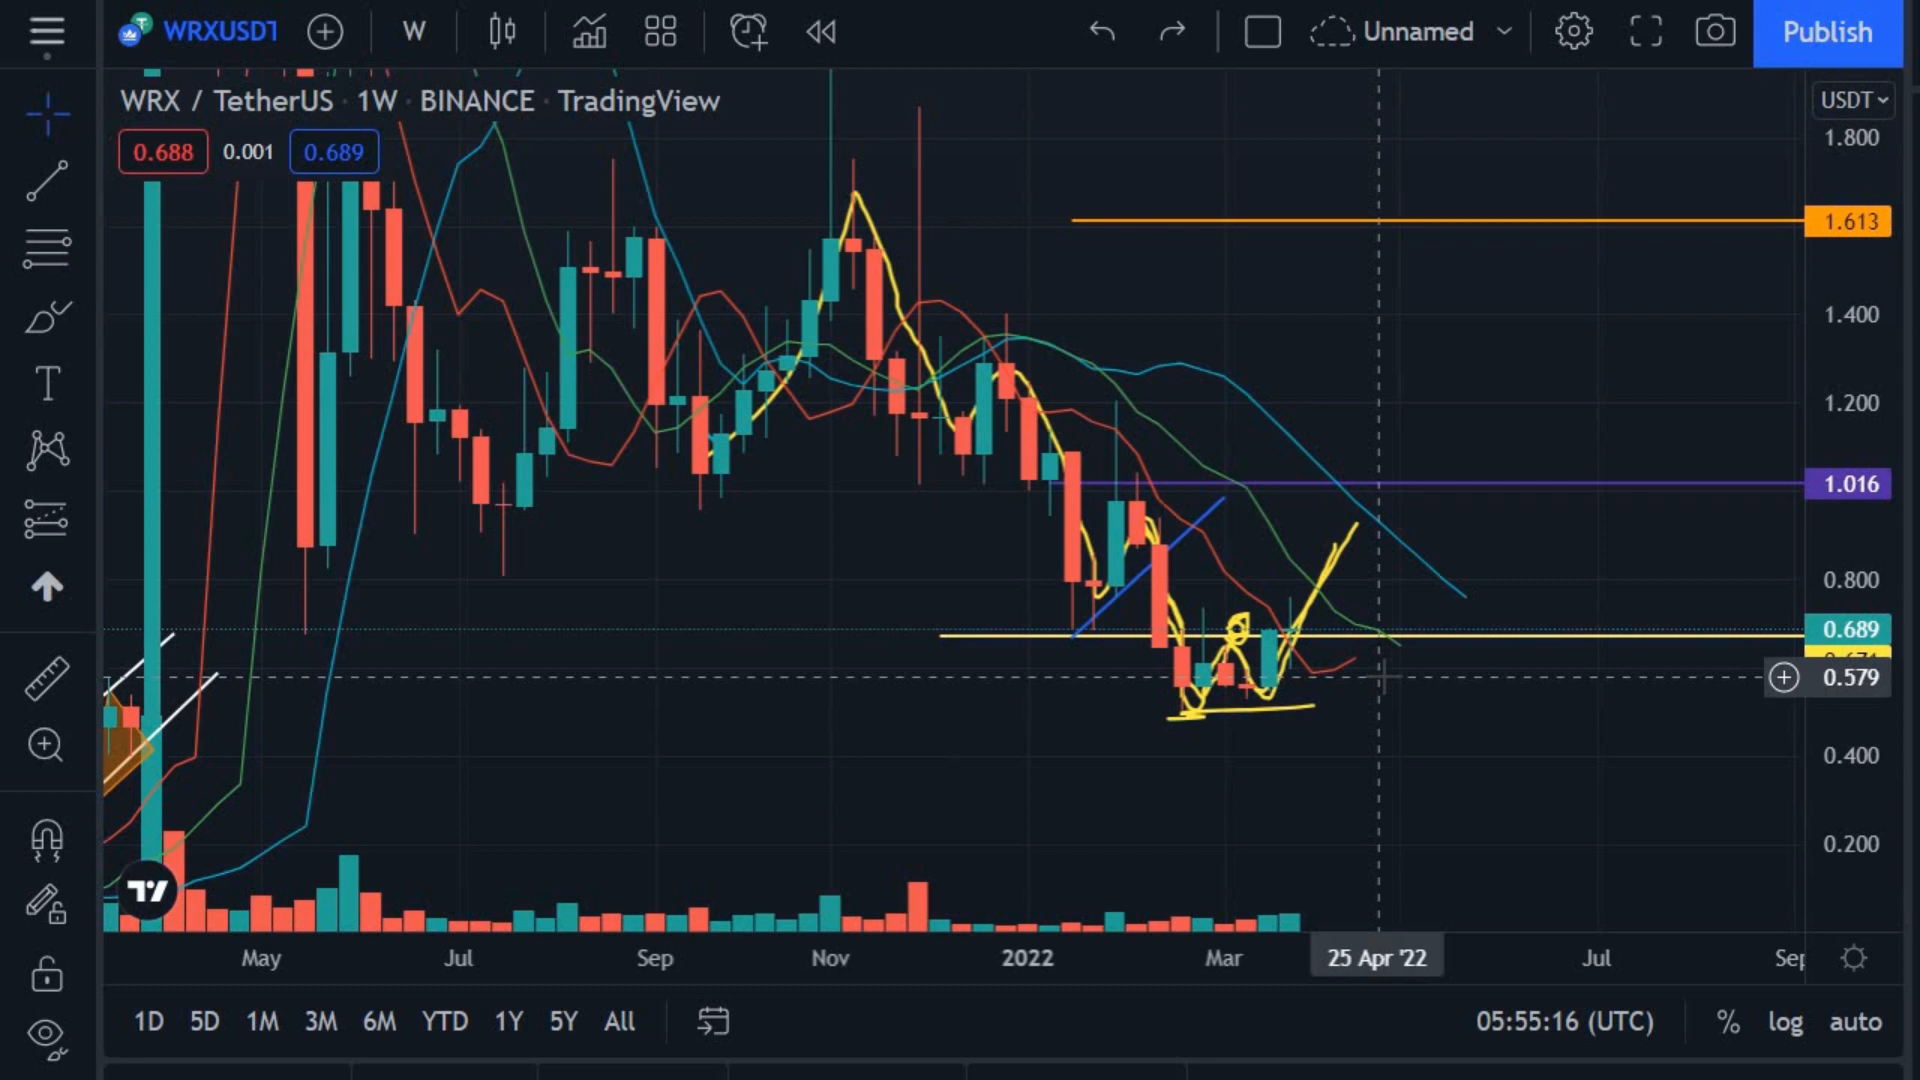 WRXUSDT
W
Unnamed
Publish
WRX / TetherUS · 1W · BINANCE · TradingView
USDT
0.688
0.001
0.689
1.800
1.613
1.400
1.200
1.016
0.800
0.689
0.579
0.400
0.200
May
Jul
Sep
Nov
2022
Mar
25 Apr '22
Jul
Sep
1D
5D
1M
3M
6M
YTD
1Y
5Y
All
05:55:16 (UTC)
%
log
auto